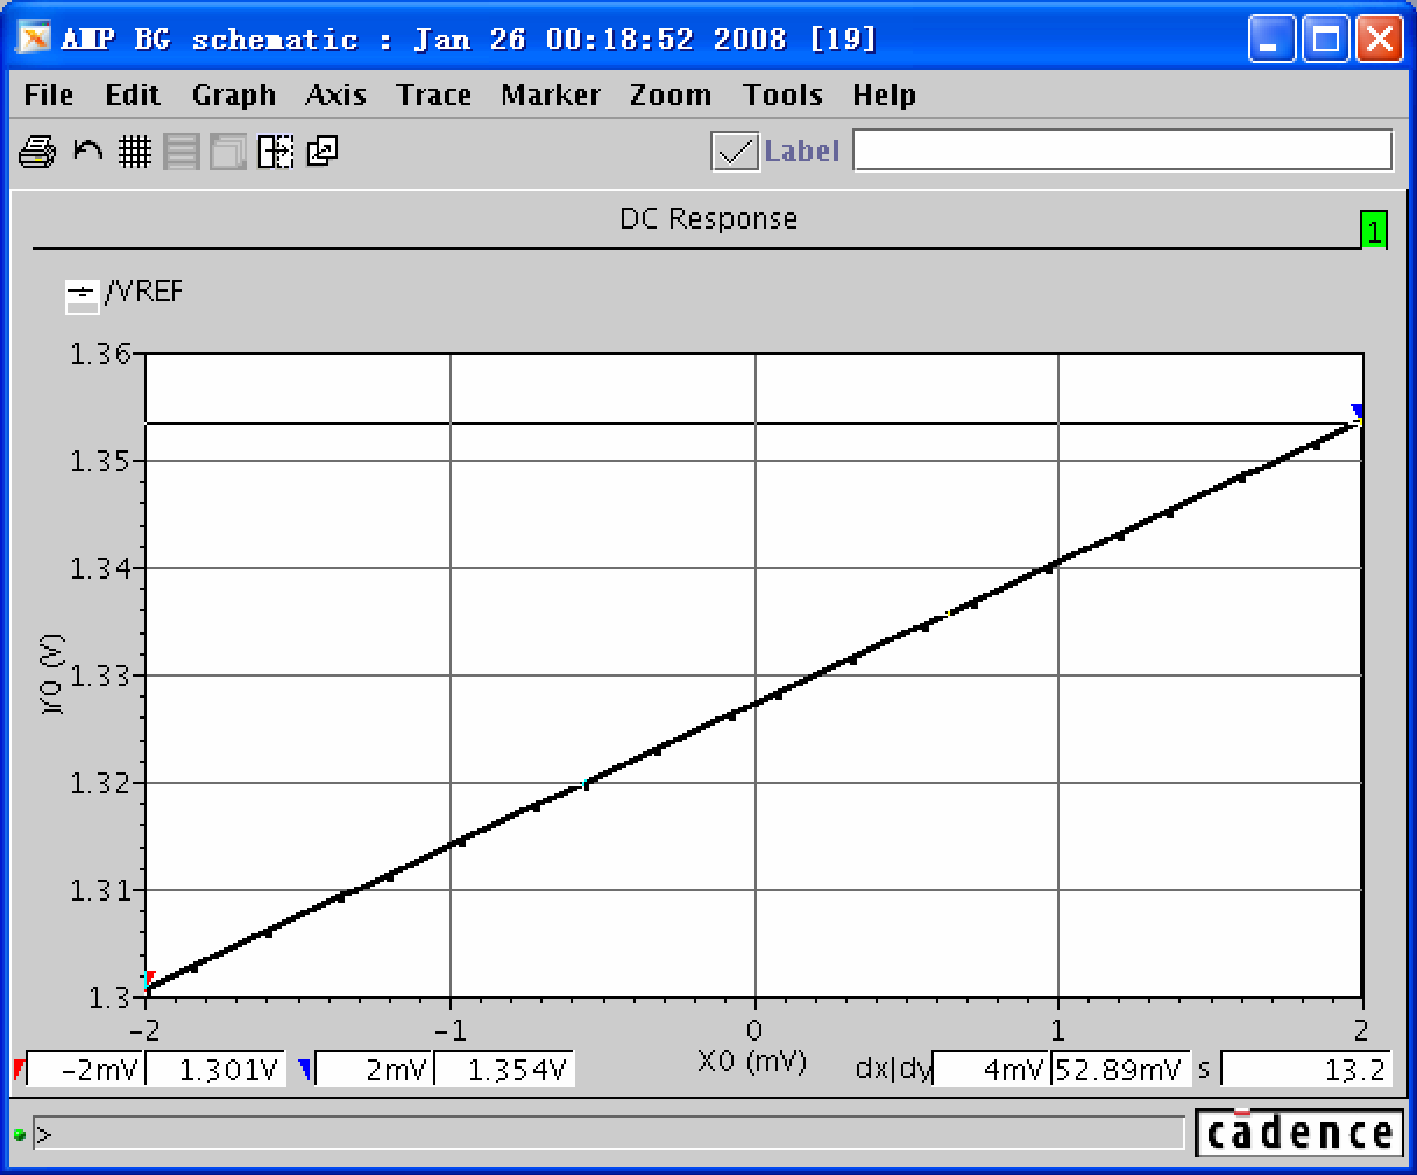 AMP BG schematic : Jan 26 00:18:52 2008 [19]
File Edit Graph Axis Trace Marker Zoom Tools Help
Label
DC Response
1
/VREF
1.36
1.35
1.34
1.33
1.32
1.31
1.3
Y0 (V)
-2 -1 0 1 2
X0 (mV)
-2mV 1.301V 2mV 1.354V dx|dy 4mV 52.89mV s 13.2
>
cādence